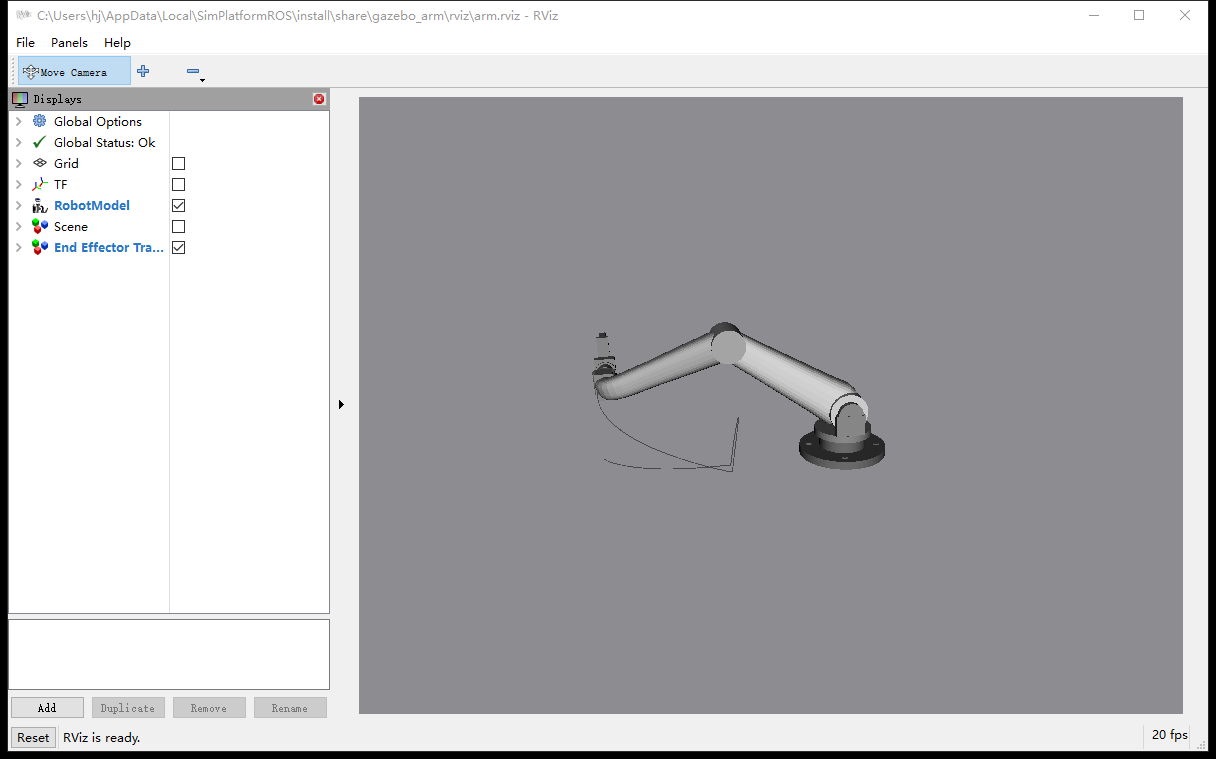 C:\Users\hj\AppData\Local\SimPlatformROS\install\share\gazebo_arm\rviz\arm.rviz - RViz
File Panels Help
Move Camera
Displays
Global Options
Global Status: Ok
Grid
TF
RobotModel
Scene
End Effector Tra...
Add Duplicate Remove Rename
Reset RViz is ready. 20 fps